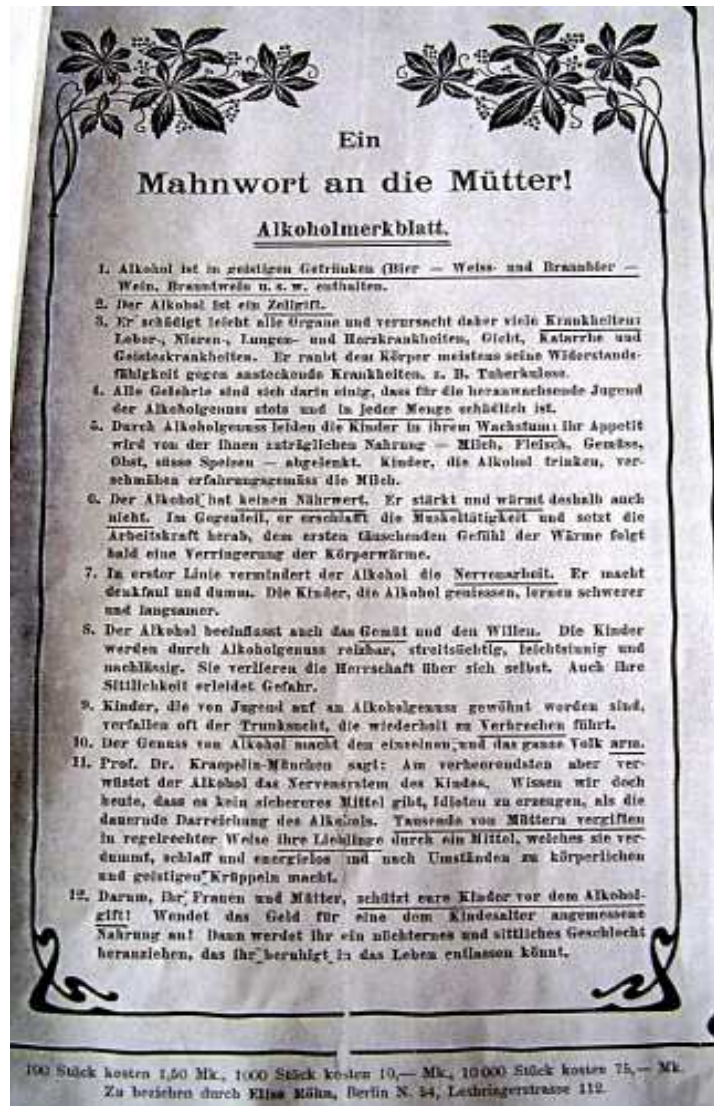 Ein
Mahnwort an die Mütter!
Alkoholmerkblatt.
1. Alkohol ist in geistigen Getränken (Bier — Weiss- und Braunbier —
Wein, Branntwein u. s. w. enthalten.
2. Der Alkohol ist ein Zellgift.
3. Er schädigt leicht alle Organe und verursacht daher viele Krankheiten:
Leber-, Nieren-, Lungen- und Herzkrankheiten, Gicht, Katarrhe und
Geisteskrankheiten. Er raubt dem Körper meistens seine Widerstands-
fähigkeit gegen ansteckende Krankheiten, z. B. Tuberkulose.
4. Alle Gelehrte sind sich darin einig, dass für die heranwachsende Jugend
der Alkoholgenuss stets und in jeder Menge schädlich ist.
5. Durch Alkoholgenuss leiden die Kinder in ihrem Wachstum: ihr Appetit
wird von der ihnen zuträglichen Nahrung — Milch, Fleisch, Gemüse,
Obst, süsse Speisen — abgelenkt. Kinder, die Alkohol trinken, ver-
schmähen erfahrungsgemäss die Milch.
6. Der Alkohol hat keinen Nährwert. Er stärkt und wärmt deshalb auch
nicht. Im Gegenteil, er erschlafft die Muskeltätigkeit und setzt die
Arbeitskraft herab, dem ersten täuschenden Gefühl der Wärme folgt
bald eine Verringerung der Körperwärme.
7. In erster Linie vermindert der Alkohol die Nervenarbeit. Er macht
denkfaul und dumm. Die Kinder, die Alkohol geniessen, lernen schwerer
und langsamer.
8. Der Alkohol beeinflusst auch das Gemüt und den Willen. Die Kinder
werden durch Alkoholgenuss reizbar, streitsüchtig, leichtsinnig und
nachlässig. Sie verlieren die Herrschaft über sich selbst. Auch ihre
Sittlichkeit erleidet Gefahr.
9. Kinder, die von Jugend auf an Alkoholgenuss gewöhnt worden sind,
verfallen oft der Trunksucht, die wiederholt zu Verbrechen führt.
10. Der Genuss von Alkohol macht den einzelnen und das ganze Volk arm.
11. Prof. Dr. Kraepelin-München sagt: Am verheerendsten aber ver-
wüstet der Alkohol das Nervensystem des Kindes. Wissen wir doch
heute, dass es kein sichereres Mittel gibt, Idioten zu erzeugen, als die
dauernde Darreichung des Alkohols. Tausende von Müttern vergiften
in regelrechter Weise ihre Lieblinge durch ein Mittel, welches sie ver-
dummt, schlaff und energielos und nach Umständen zu körperlichen
und geistigen Krüppeln macht.
12. Darum, ihr Frauen und Mütter, schützt eure Kinder vor dem Alkohol-
gift! Wendet das Geld für eine dem Kindesalter angemessene
Nahrung an! Dann werdet ihr ein nüchternes und sittliches Geschlecht
heranziehen, das ihr beruhigt in das Leben entlassen könnt.
100 Stück kosten 1,50 Mk., 1000 Stück kosten 10,— Mk., 10000 Stück kosten 75,— Mk.
Zu beziehen durch Elise Böhm, Berlin N. 54, Lothringerstrasse 112.